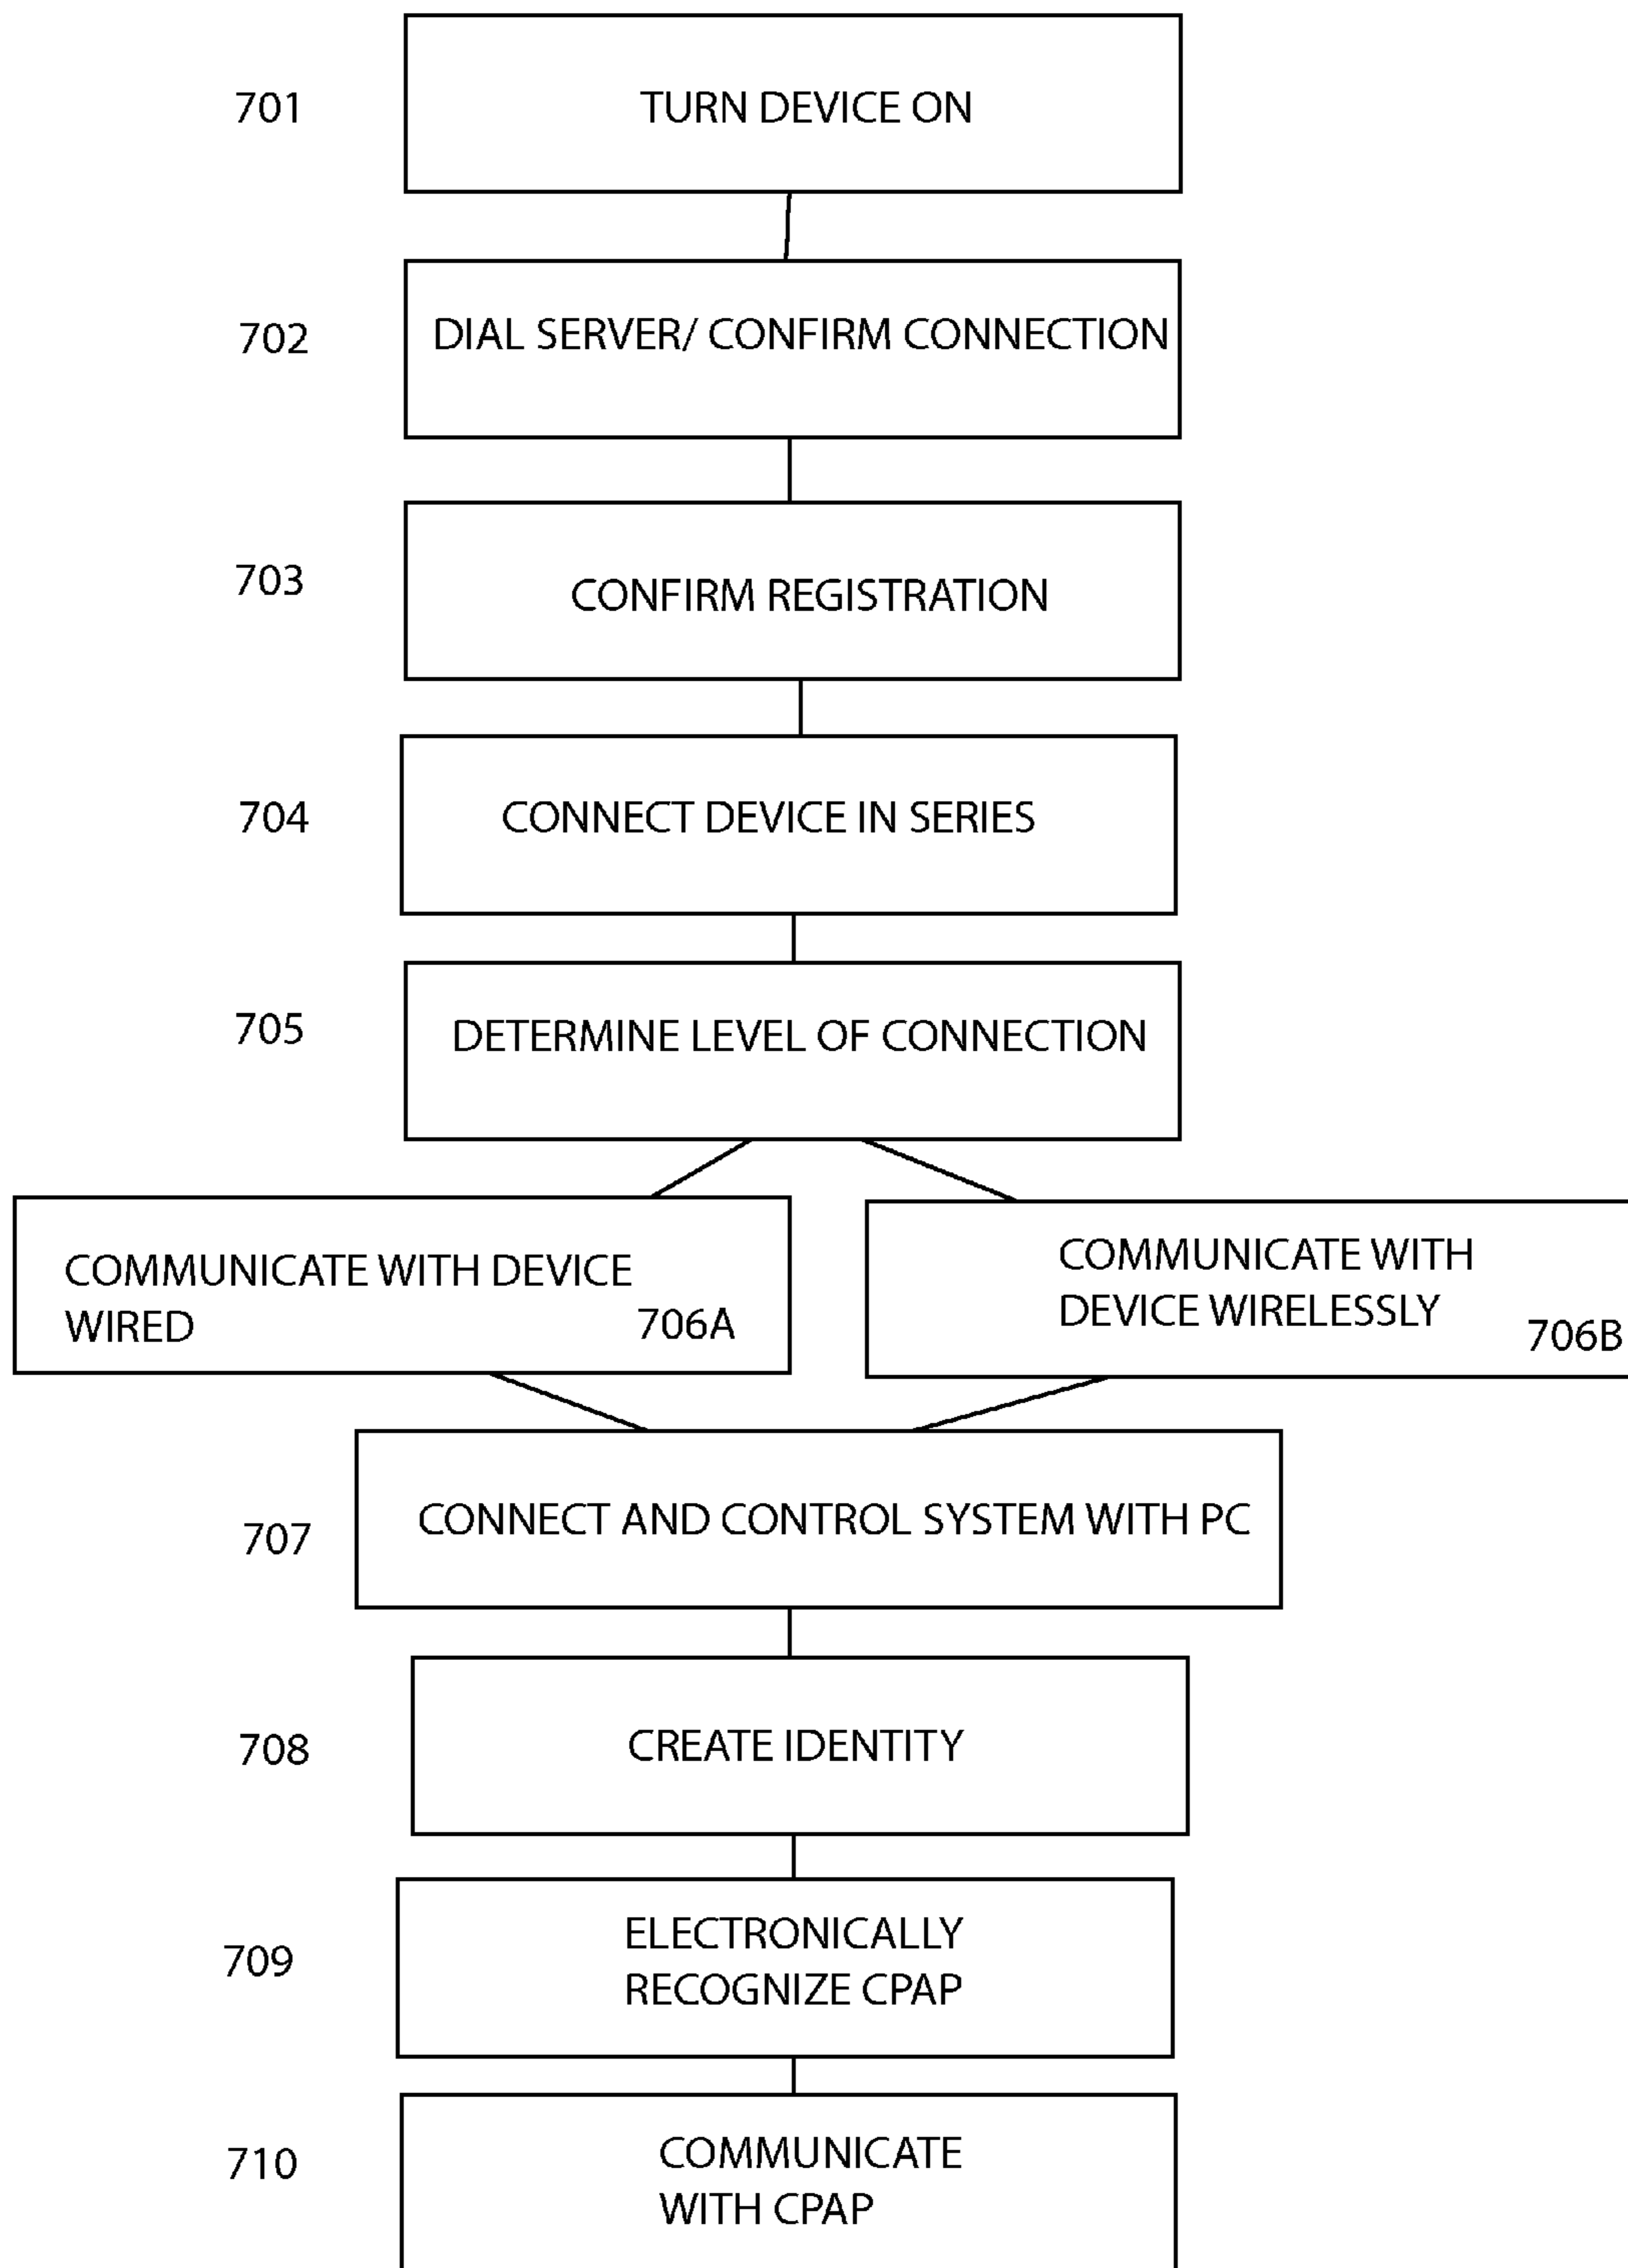 701
TURN DEVICE ON
702
DIAL SERVER/ CONFIRM CONNECTION
703
CONFIRM REGISTRATION
704
CONNECT DEVICE IN SERIES
705
DETERMINE LEVEL OF CONNECTION
COMMUNICATE WITH DEVICE
WIRED
706A
COMMUNICATE WITH
DEVICE WIRELESSLY
706B
707
CONNECT AND CONTROL SYSTEM WITH PC
708
CREATE IDENTITY
709
ELECTRONICALLY
RECOGNIZE CPAP
710
COMMUNICATE
WITH CPAP